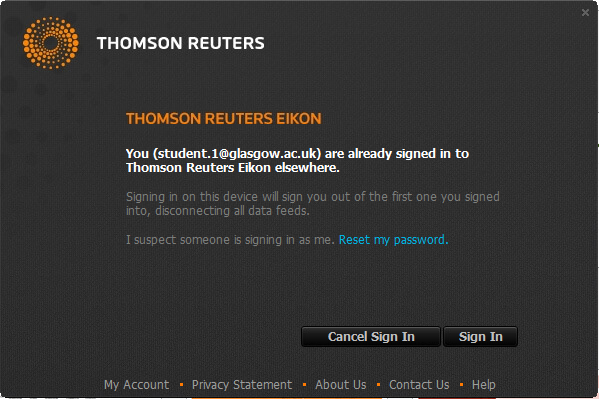 THOMSON REUTERS
THOMSON REUTERS EIKON
You (student.1@glasgow.ac.uk) are already signed in to
Thomson Reuters Eikon elsewhere.
Signing in on this device will sign you out of the first one you signed
into, disconnecting all data feeds.
I suspect someone is signing in as me. Reset my password.
Cancel Sign In Sign In
My Account • Privacy Statement • About Us • Contact Us • Help